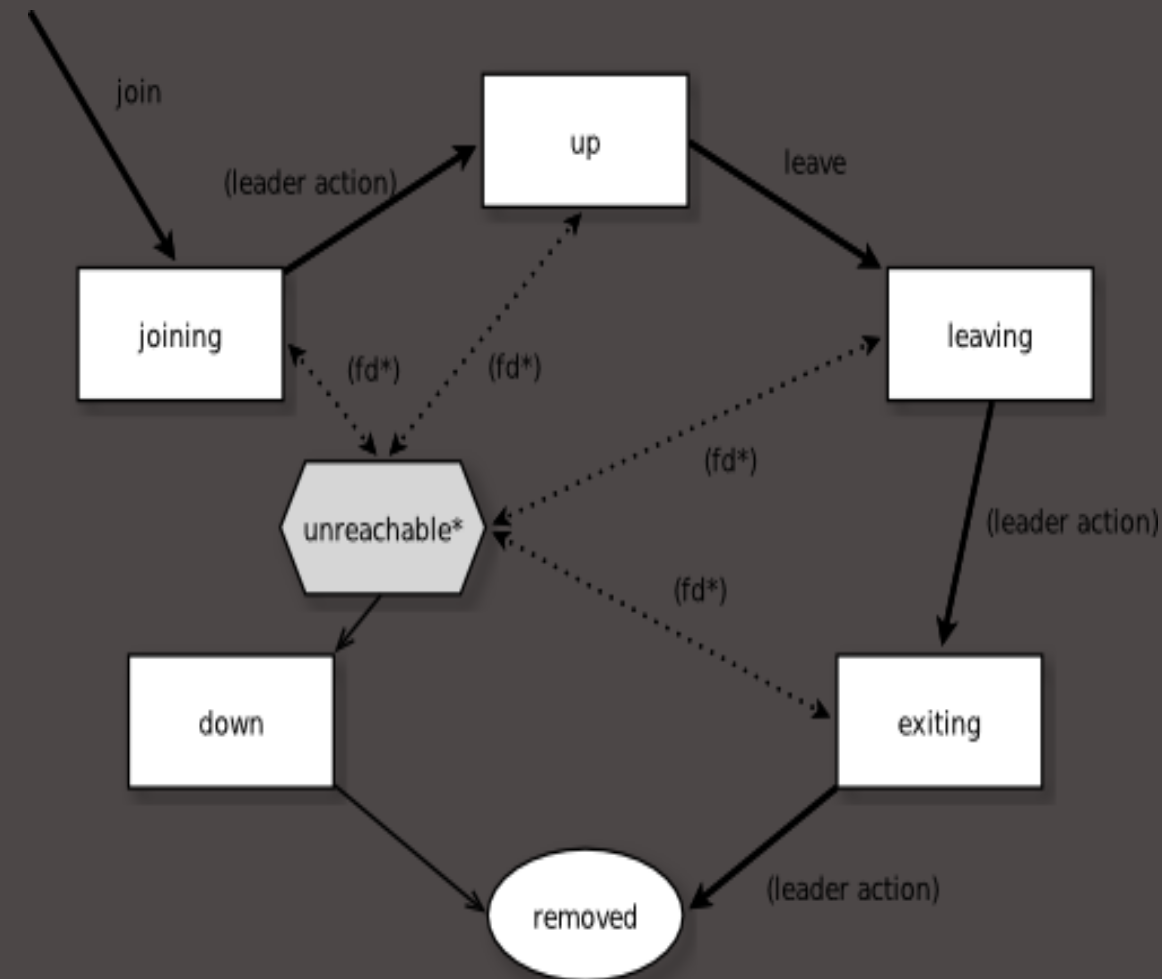 join
up
leave
(leader action)
joining
leaving
(fd*)
(fd*)
(fd*)
unreachable*
(leader action)
(fd*)
down
exiting
(leader action)
removed